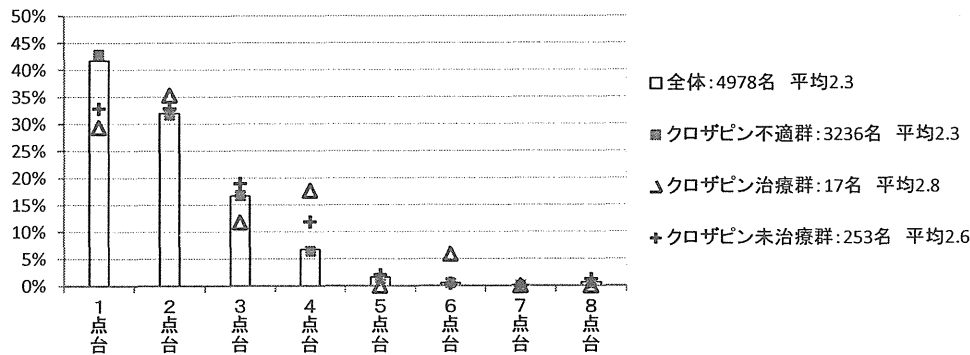 50%
45%
40%
35%
30%
25%
20%
15%
10%
5%
0%
1点台
2点台
3点台
4点台
5点台
6点台
7点台
8点台
全体:4978名 平均2.3
クロザピン不適群:3236名 平均2.3
クロザピン治療群:17名 平均2.8
クロザピン未治療群:253名 平均2.6